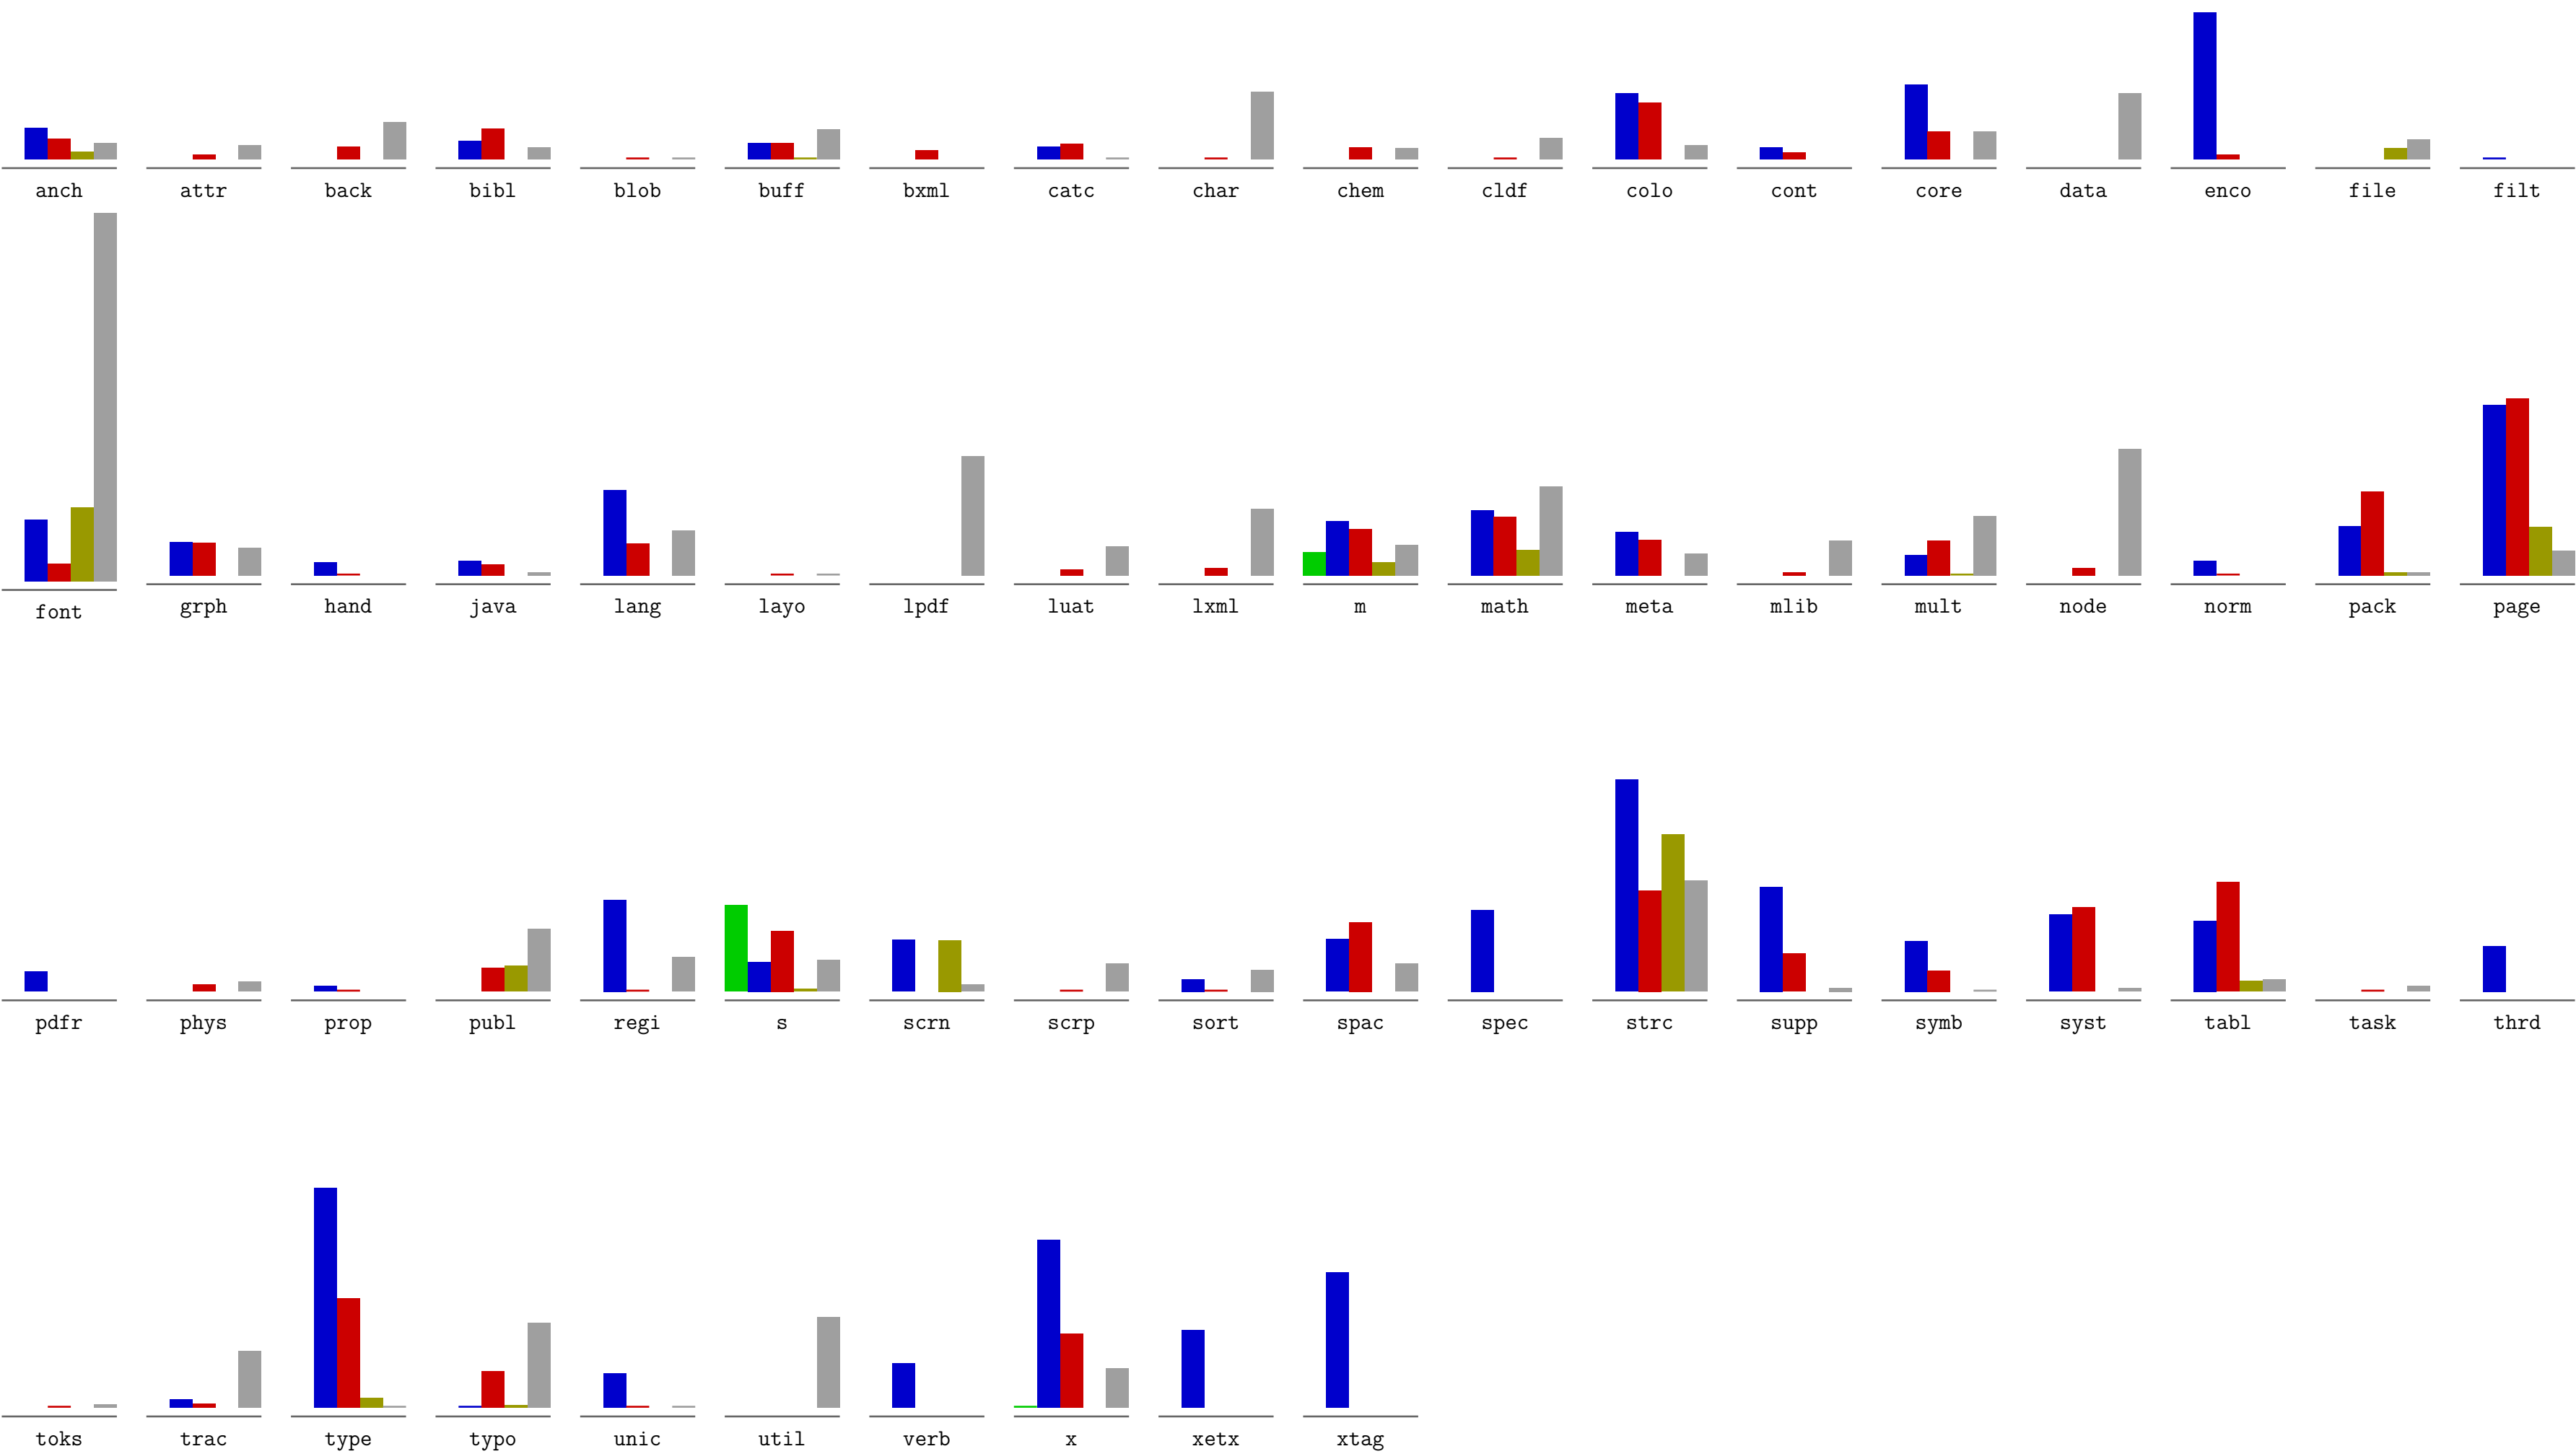 anch attr back bibl blob buff bxml catc char chem cldf colo cont core data enco file filt
font grph hand java lang layo lpdf luat lxml m math meta mlib mult node norm pack page
pdfr phys prop publ regi s scrn scrp sort spac spec strc supp symb syst tabl task thrd
toks trac type typo unic util verb x xetx xtag